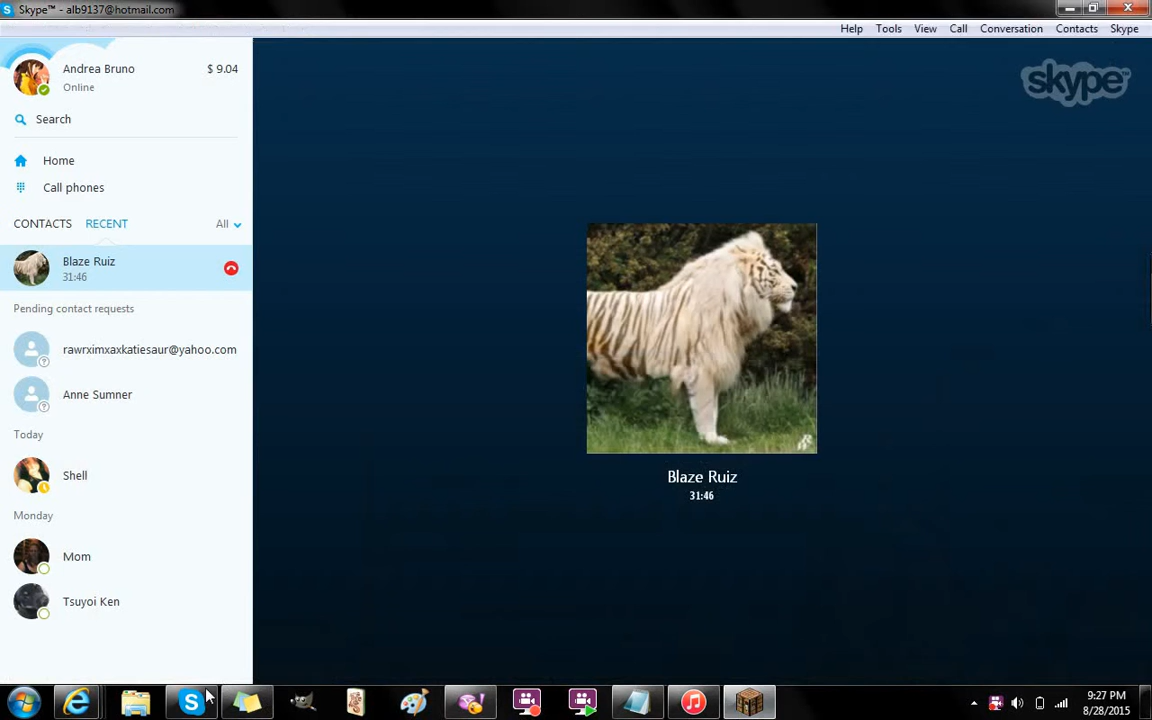 Skype™ - alb9137@hotmail.com
Help Tools View Call Conversation Contacts Skype
Andrea Bruno $ 9.04
Online
skype™
Search
Home
Call phones
CONTACTS RECENT All
Blaze Ruiz
31:46
Pending contact requests
rawrximxaxkatiesaur@yahoo.com
Anne Sumner
Today
Shell
Monday
Mom
Tsuyoi Ken
Blaze Ruiz
31:46
9:27 PM
8/28/2015